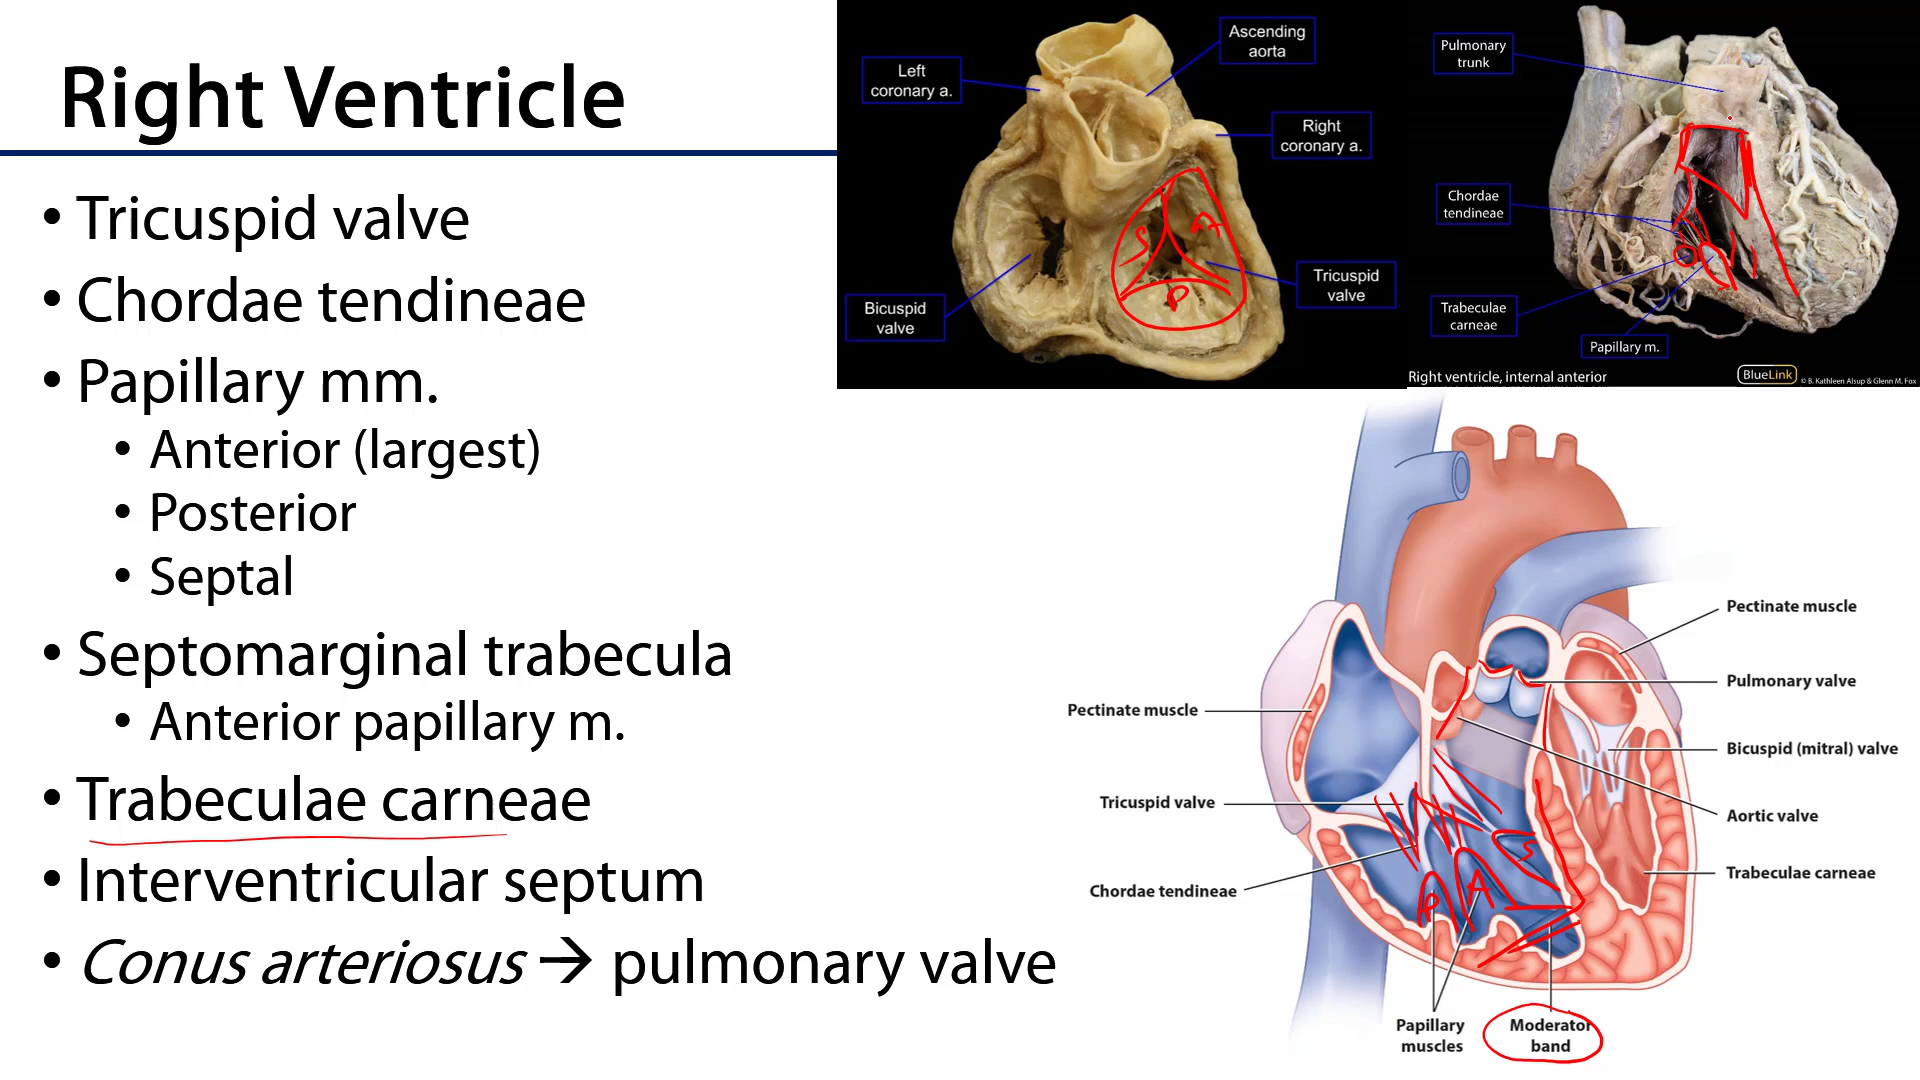 Right Ventricle
• Tricuspid valve
• Chordae tendineae
• Papillary mm.
• Anterior (largest)
• Posterior
• Septal
• Septomarginal trabecula
• Anterior papillary m.
• Trabeculae carneae
• Interventricular septum
• Conus arteriosus → pulmonary valve
Left
coronary a.
Ascending
aorta
Right
coronary a.
Bicuspid
valve
Tricuspid
valve
S
A
P
Pulmonary
trunk
Chordae
tendineae
Trabeculae
carneae
Papillary m.
Right ventricle, internal anterior
BlueLink
© B. Kathleen Alsup & Glenn M. Fox
Pectinate muscle
Tricuspid valve
Chordae tendineae
Papillary
muscles
Moderator
band
Pectinate muscle
Pulmonary valve
Bicuspid (mitral) valve
Aortic valve
Trabeculae carneae
P
A
S